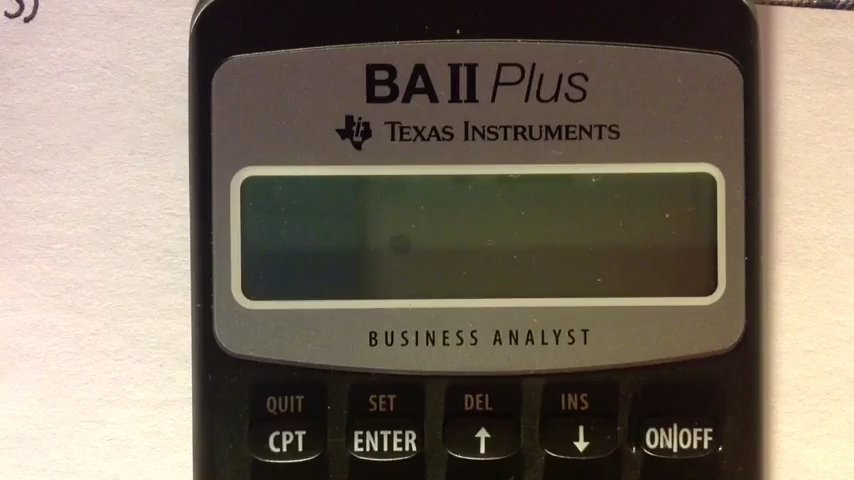 BA II Plus
TEXAS INSTRUMENTS
BUSINESS ANALYST
QUIT SET DEL INS
CPT ENTER ↑ ↓ ON|OFF